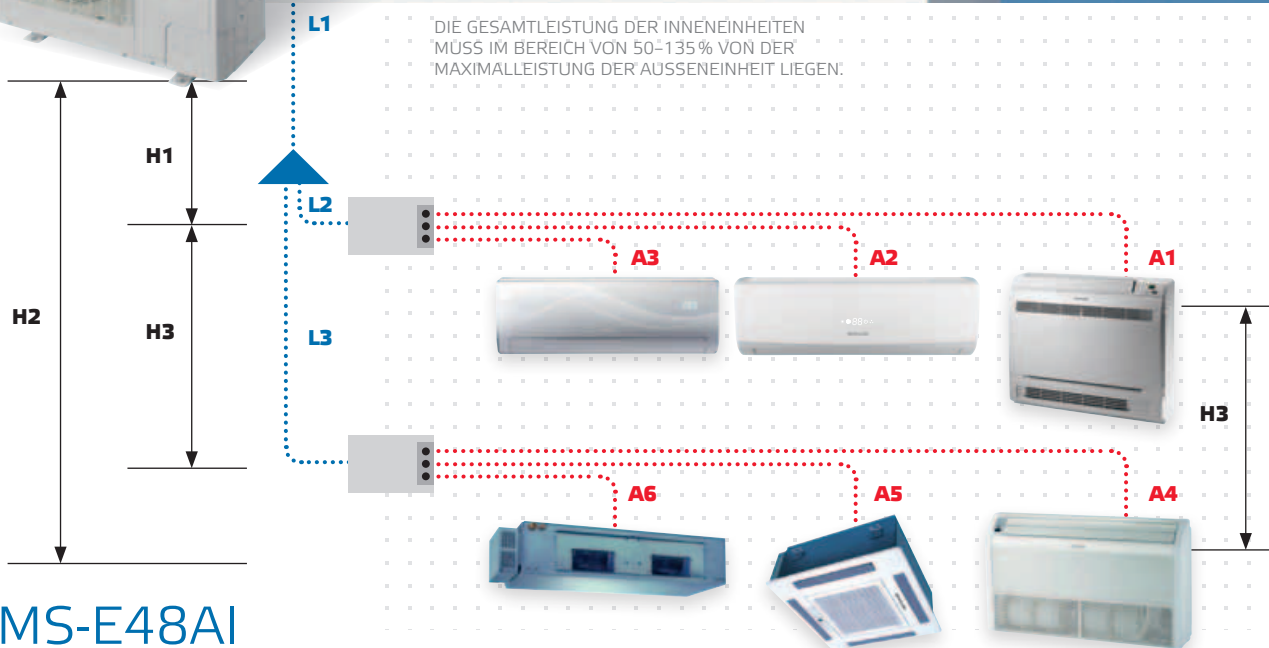 L1
DIE GESAMTLEISTUNG DER INNENEINHEITEN
MUSS IM BEREICH VON 50–135 % VON DER
MAXIMALLEISTUNG DER AUSSENEINHEIT LIEGEN.
H1
L2
A3
A2
A1
H2
H3
L3
H3
A6
A5
A4
MS-E48AI